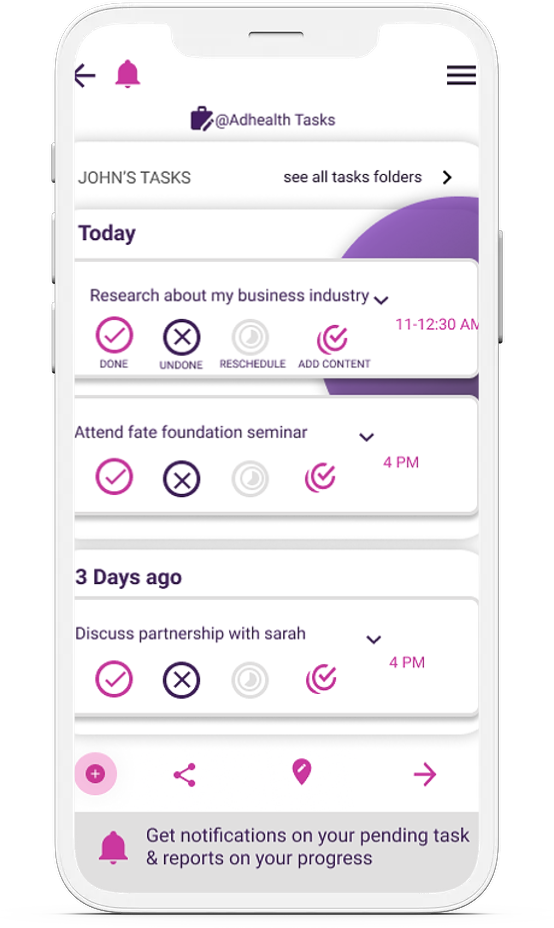 @Adhealth Tasks
JOHN'S TASKS see all tasks folders
Today
Research about my business industry
11-12:30 AM
DONE UNDONE RESCHEDULE ADD CONTENT
Attend fate foundation seminar
4 PM
3 Days ago
Discuss partnership with sarah
4 PM
Get notifications on your pending task
& reports on your progress